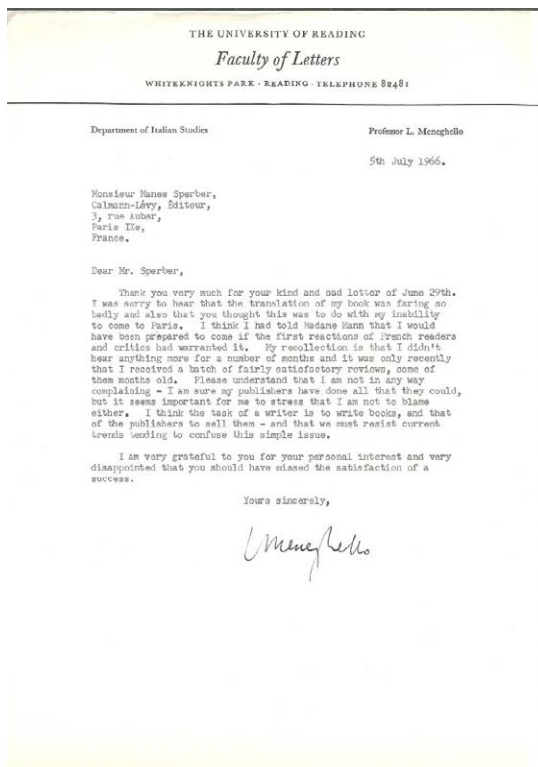 THE UNIVERSITY OF READING
Faculty of Letters
WHITEKNIGHTS PARK · READING · TELEPHONE 82481
Department of Italian Studies
Professor L. Meneghello
5th July 1966.
Monsieur Manes Sperber,
Calmann-Lévy, Éditeur,
3, rue Auber,
Paris IXe,
France.
Dear Mr. Sperber,
Thank you very much for your kind and sad letter of June 29th.
I was sorry to hear that the translation of my book was faring so
badly and also that you thought this was to do with my inability
to come to Paris. I think I had told Madame Mann that I would
have been prepared to come if the first reactions of French readers
and critics had warranted it. My recollection is that I didn't
hear anything more for a number of months and it was only recently
that I received a batch of fairly satisfactory reviews, some of
them months old. Please understand that I am not in any way
complaining - I am sure my publishers have done all that they could,
but it seems important for me to stress that I am not to blame
either. I think the task of a writer is to write books, and that
of the publishers to sell them - and that we must resist current
trends tending to confuse this simple issue.
I am very grateful to you for your personal interest and very
disappointed that you should have missed the satisfaction of a
success.
Yours sincerely,
LMeneghello